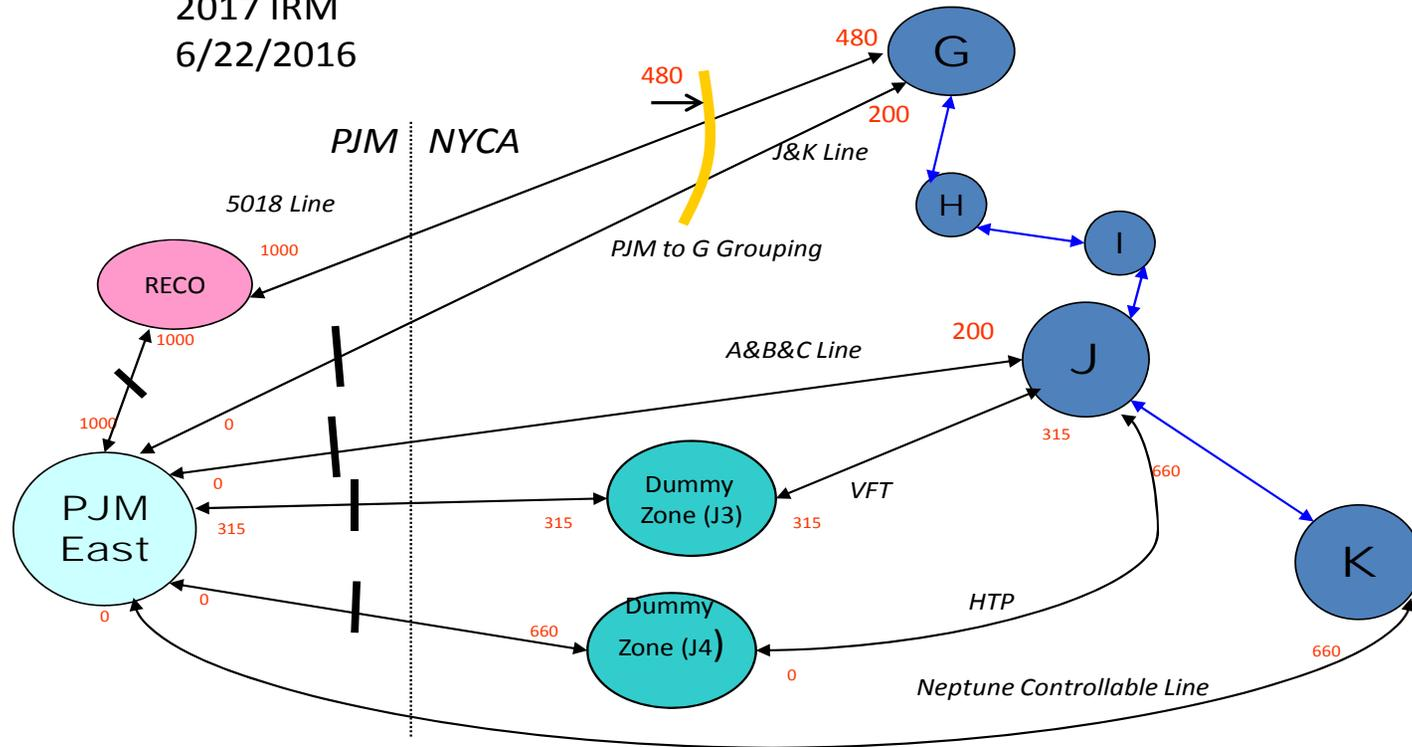 2017 IRM
6/22/2016
480
480
G
200
PJM
NYCA
J&K Line
5018 Line
H
I
PJM to G Grouping
1000
RECO
1000
200
A&B&C Line
J
1000
0
315
0
660
Dummy
Zone (J3)
VFT
PJM
East
315
315
315
K
0
0
Dummy
Zone (J4)
HTP
660
0
660
Neptune Controllable Line